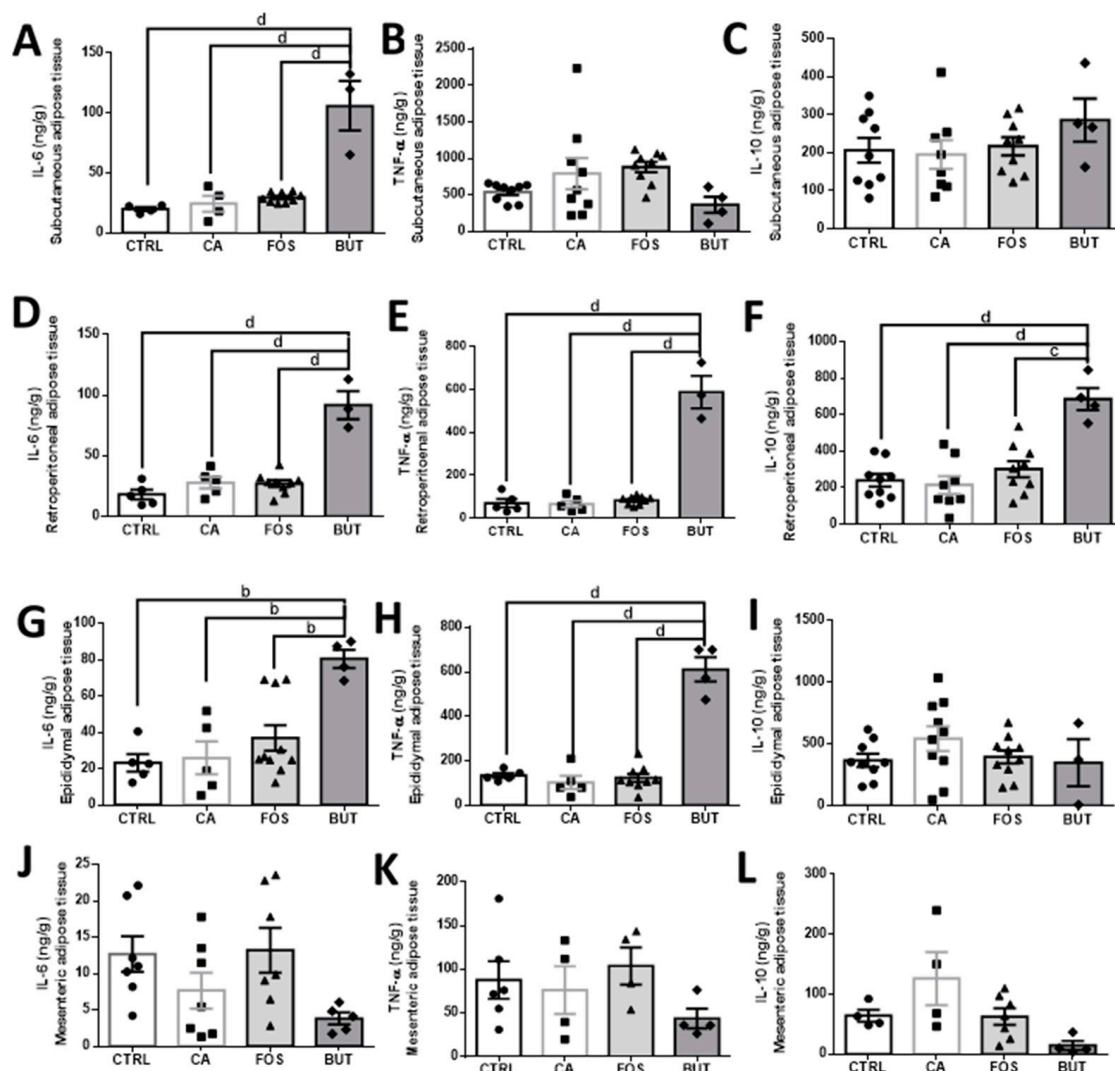 A
IL-6 (ng/g)
Subcutaneous adipose tissue
150
100
50
0
d
d
d
CTRL CA FOS BUT
B
TNF-α (ng/g)
Subcutaneous adipose tissue
2500
2000
1500
1000
500
0
CTRL CA FOS BUT
C
IL-10 (ng/g)
Subcutaneous adipose tissue
500
400
300
200
100
0
CTRL CA FOS BUT
D
IL-6 (ng/g)
Retroperitoneal adipose tissue
150
100
50
0
d
d
d
CTRL CA FOS BUT
E
TNF-α (ng/g)
Retroperitoenal adipose tissue
800
600
400
200
0
d
d
d
CTRL CA FOS BUT
F
IL-10 (ng/g)
Retroperitoneal adipose tissue
1000
800
600
400
200
0
d
d
c
CTRL CA FOS BUT
G
IL-6 (ng/g)
Epididymal adipose tissue
100
80
60
40
20
0
b
b
b
CTRL CA FOS BUT
H
TNF-α (ng/g)
Epididymal adipose tissue
800
600
400
200
0
d
d
d
CTRL CA FOS BUT
I
IL-10 (ng/g)
Epididymal adipose tissue
1500
1000
500
0
CTRL CA FOS BUT
J
IL-6 (ng/g)
Mesenteric adipose tissue
25
20
15
10
5
0
CTRL CA FOS BUT
K
TNF-α (ng/g)
Mesenteric adipose tissue
200
150
100
50
0
CTRL CA FOS BUT
L
IL-10 (ng/g)
Mesenteric adipose tissue
300
200
100
0
CTRL CA FOS BUT